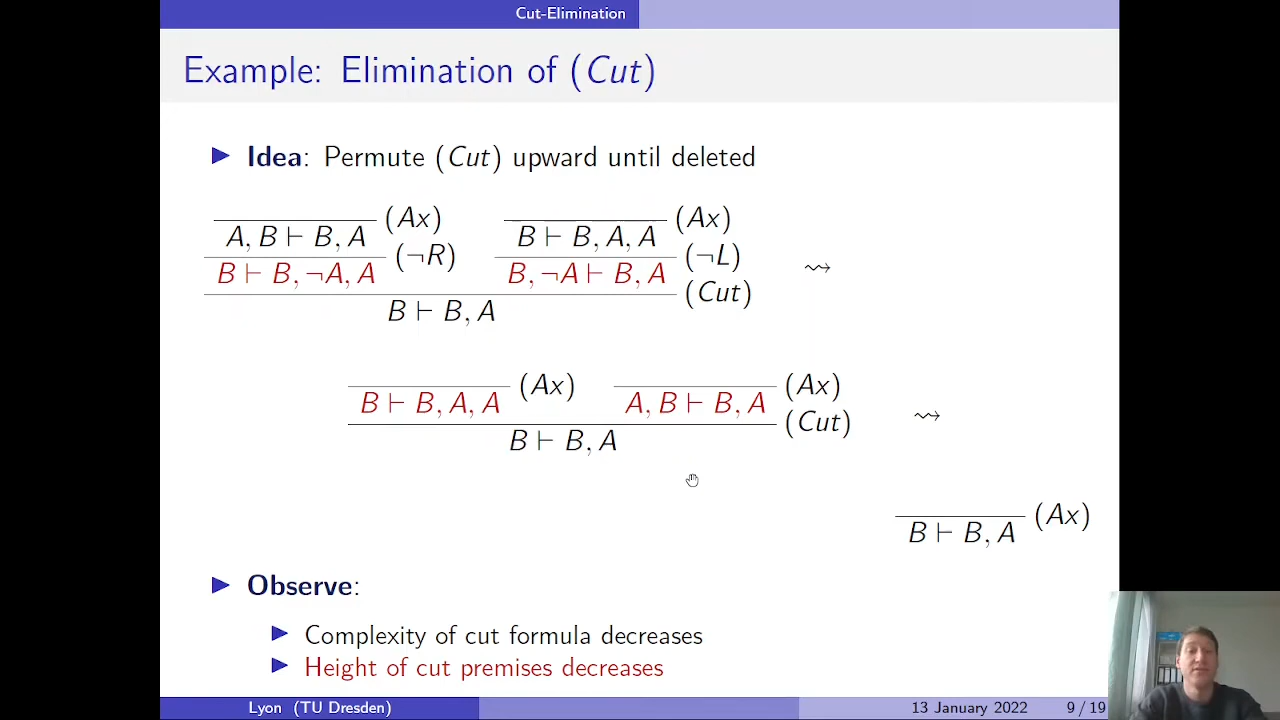 Cut-Elimination
Example: Elimination of (Cut)
Idea: Permute (Cut) upward until deleted
(Ax) (Ax)
A, B ⊢ B, A B ⊢ B, A, A
(¬R) (¬L)
B ⊢ B, ¬A, A B, ¬A ⊢ B, A ⇝
(Cut)
B ⊢ B, A
(Ax) (Ax)
B ⊢ B, A, A A, B ⊢ B, A
(Cut) ⇝
B ⊢ B, A
(Ax)
B ⊢ B, A
Observe:
Complexity of cut formula decreases
Height of cut premises decreases
Lyon (TU Dresden) 13 January 2022 9 / 19